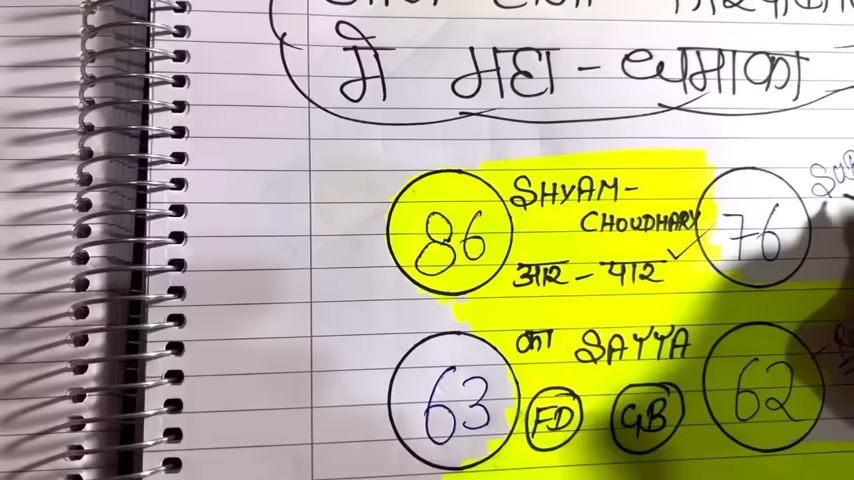 मे महा - धमाका
86 SHYAM- 76
CHOUDHARY
आर - पार ✓
का SATTA
63 FD GB 62